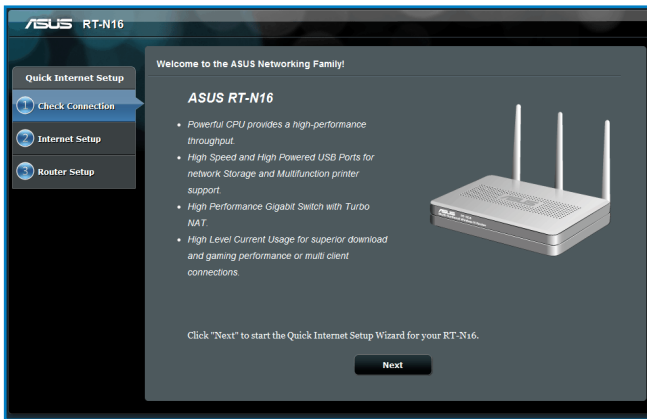 ASUS RT-N16
Quick Internet Setup
1 Check Connection
2 Internet Setup
3 Router Setup
Welcome to the ASUS Networking Family!
ASUS RT-N16
• Powerful CPU provides a high-performance
throughput.
• High Speed and High Powered USB Ports for
network Storage and Multifunction printer
support.
• High Performance Gigabit Switch with Turbo
NAT.
• High Level Current Usage for superior download
and gaming performance or multi client
connections.
ASUS
Click "Next" to start the Quick Internet Setup Wizard for your RT-N16.
Next